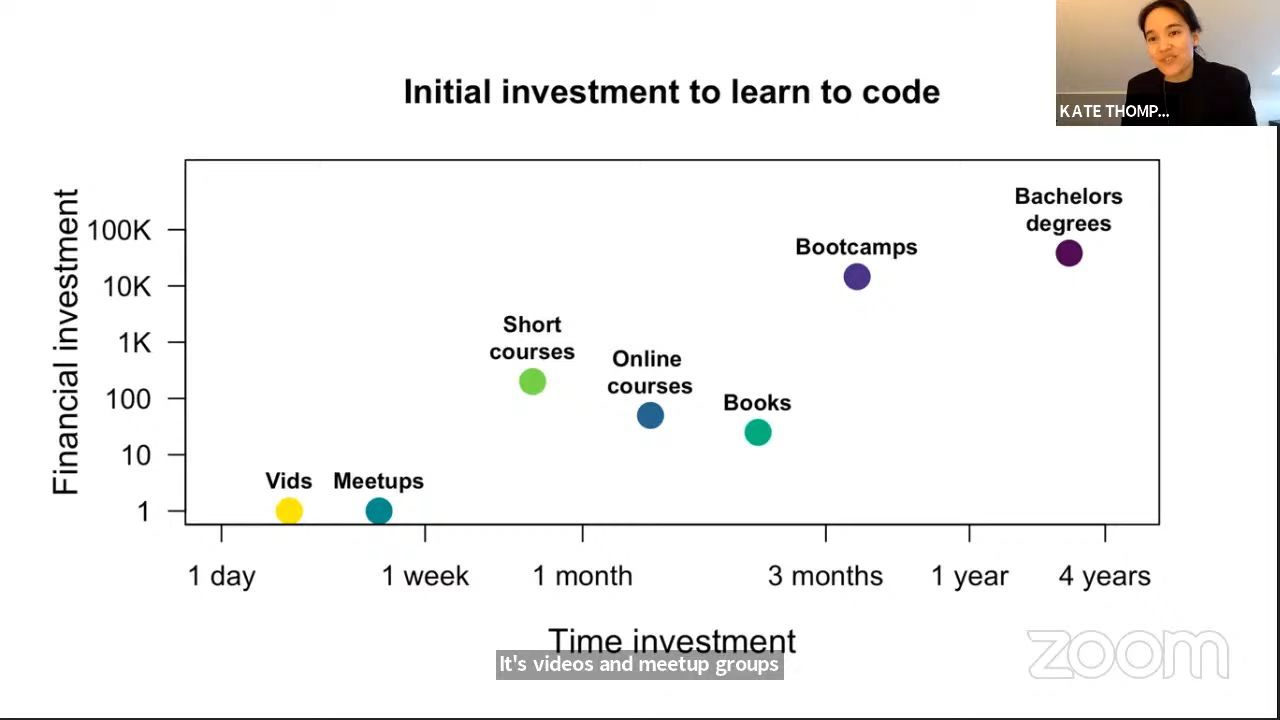 Initial investment to learn to code
KATE THOMP...
Financial investment
100K
10K
1K
100
10
1
Bachelors
degrees
Bootcamps
Short
courses
Online
courses
Books
Vids
Meetups
1 day
1 week
1 month
3 months
1 year
4 years
Time investment
It's videos and meetup groups
zoom